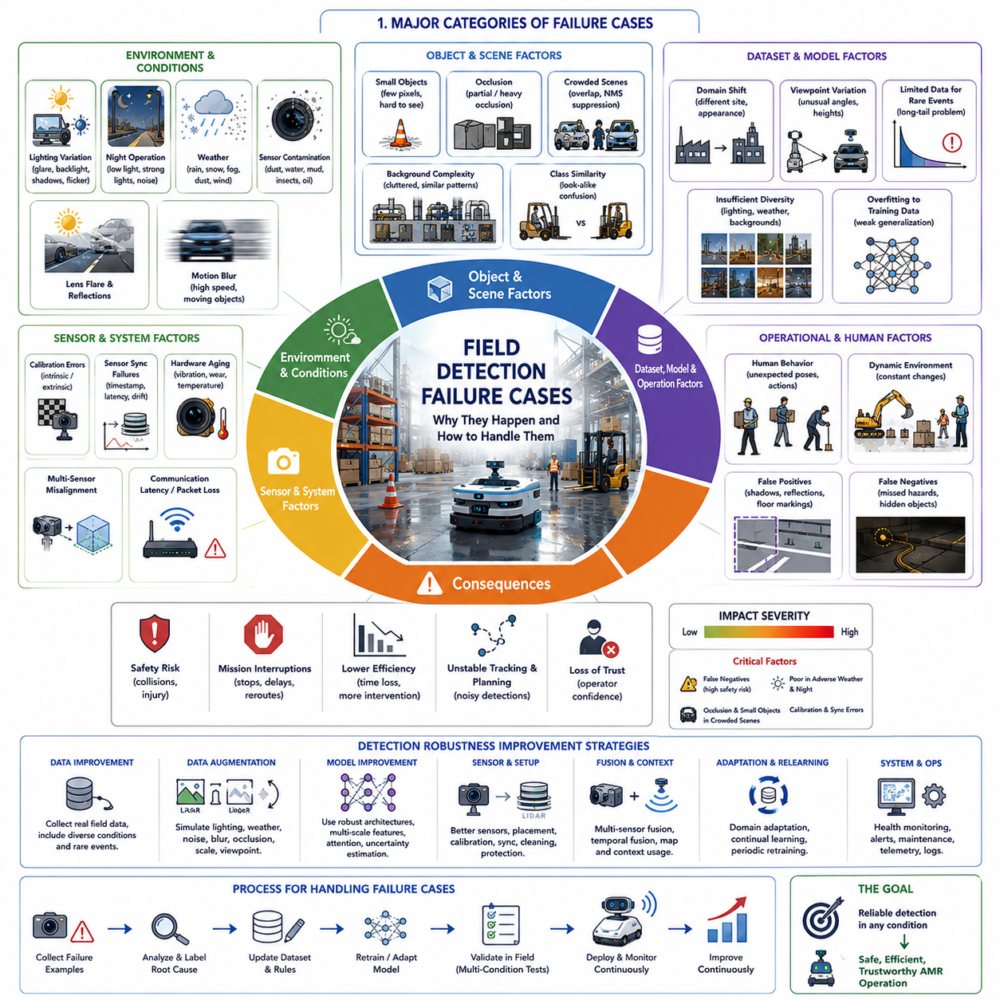 1. MAJOR CATEGORIES OF FAILURE CASES
ENVIRONMENT &
CONDITIONS
Lighting Variation
(glare, backlight,
shadows, flicker)
Night Operation
(low light, strong
lights, noise)
Weather
(rain, snow, fog,
dust, wind)
Sensor Contamination
(dust, water, mud,
insects, oil)
Lens Flare &
Reflections
Motion Blur
(high speed,
moving objects)
OBJECT & SCENE FACTORS
Small Objects
(few pixels,
hard to see)
Occlusion
(partial / heavy
occlusion)
Crowded Scenes
(overlap, NMS
suppression)
Background Complexity
(cluttered, similar patterns)
Class Similarity
(look-alike
confusion)
VS
DATASET & MODEL FACTORS
Domain Shift
(different site,
appearance)
Viewpoint Variation
(unusual angles,
heights)
Limited Data for
Rare Events
(long-tail problem)
Insufficient Diversity
(lighting, weather,
backgrounds)
Overfitting to
Training Data
(weak generalization)
SENSOR & SYSTEM FACTORS
Calibration Errors
(intrinsic /
extrinsic)
Sensor Sync
Failures
(timestamp,
latency, drift)
Hardware Aging
(vibration, wear,
temperature)
Multi-Sensor
Misalignment
Communication
Latency / Packet Loss
Environment
& Conditions
Object &
Scene Factors
Dataset, Model &
Operation Factors
Sensor & System
Factors
Consequences
FIELD
DETECTION
FAILURE CASES
Why They Happen and
How to Handle Them
OPERATIONAL & HUMAN FACTORS
Human Behavior
(unexpected poses,
actions)
Dynamic Environment
(constant changes)
False Positives
(shadows, reflections,
floor markings)
False Negatives
(missed hazards,
hidden objects)
Safety Risk
(collisions,
injury)
Mission Interruptions
(stops, delays,
reroutes)
Lower Efficiency
(time loss,
more intervention)
Unstable Tracking &
Planning
(noisy detections)
Loss of Trust
(operator
confidence)
IMPACT SEVERITY
Low
High
Critical Factors
False Negatives
(high safety risk)
Poor in Adverse Weather
& Night
Occlusion & Small Objects
in Crowded Scenes
Calibration & Sync Errors
DETECTION ROBUSTNESS IMPROVEMENT STRATEGIES
DATA IMPROVEMENT
Collect real field data,
include diverse conditions
and rare events.
DATA AUGMENTATION
Simulate lighting, weather,
noise, blur, occlusion,
scale, viewpoint.
MODEL IMPROVEMENT
Use robust architectures,
multi-scale features,
attention, uncertainty
estimation.
SENSOR & SETUP
LIDAR
Better sensors, placement,
calibration, sync, cleaning,
protection.
FUSION & CONTEXT
Multi-sensor fusion,
temporal fusion, map
and context usage.
ADAPTATION & RELEARNING
Domain adaptation,
continual learning,
periodic retraining.
SYSTEM & OPS
Health monitoring,
alerts, maintenance,
telemetry, logs.
PROCESS FOR HANDLING FAILURE CASES
Collect Failure
Examples
Analyze & Label
Root Cause
Update Dataset
& Rules
Retrain / Adapt
Model
Validate in Field
(Multi-Condition Tests)
Deploy & Monitor
Continuously
Improve
Continuously
THE GOAL
Reliable detection
in any condition
Safe, Efficient,
Trustworthy AMR
Operation